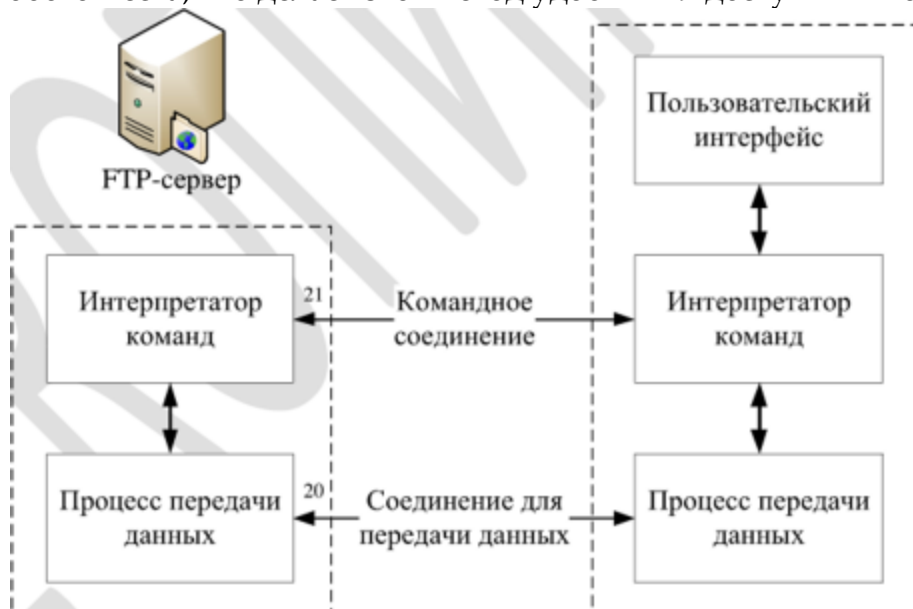 Пользовательский
интерфейс
FTP-сервер
Интерпретатор
команд
21
Командное
соединение
Интерпретатор
команд
Процесс передачи
данных
20
Соединение для
передачи данных
Процесс передачи
данных